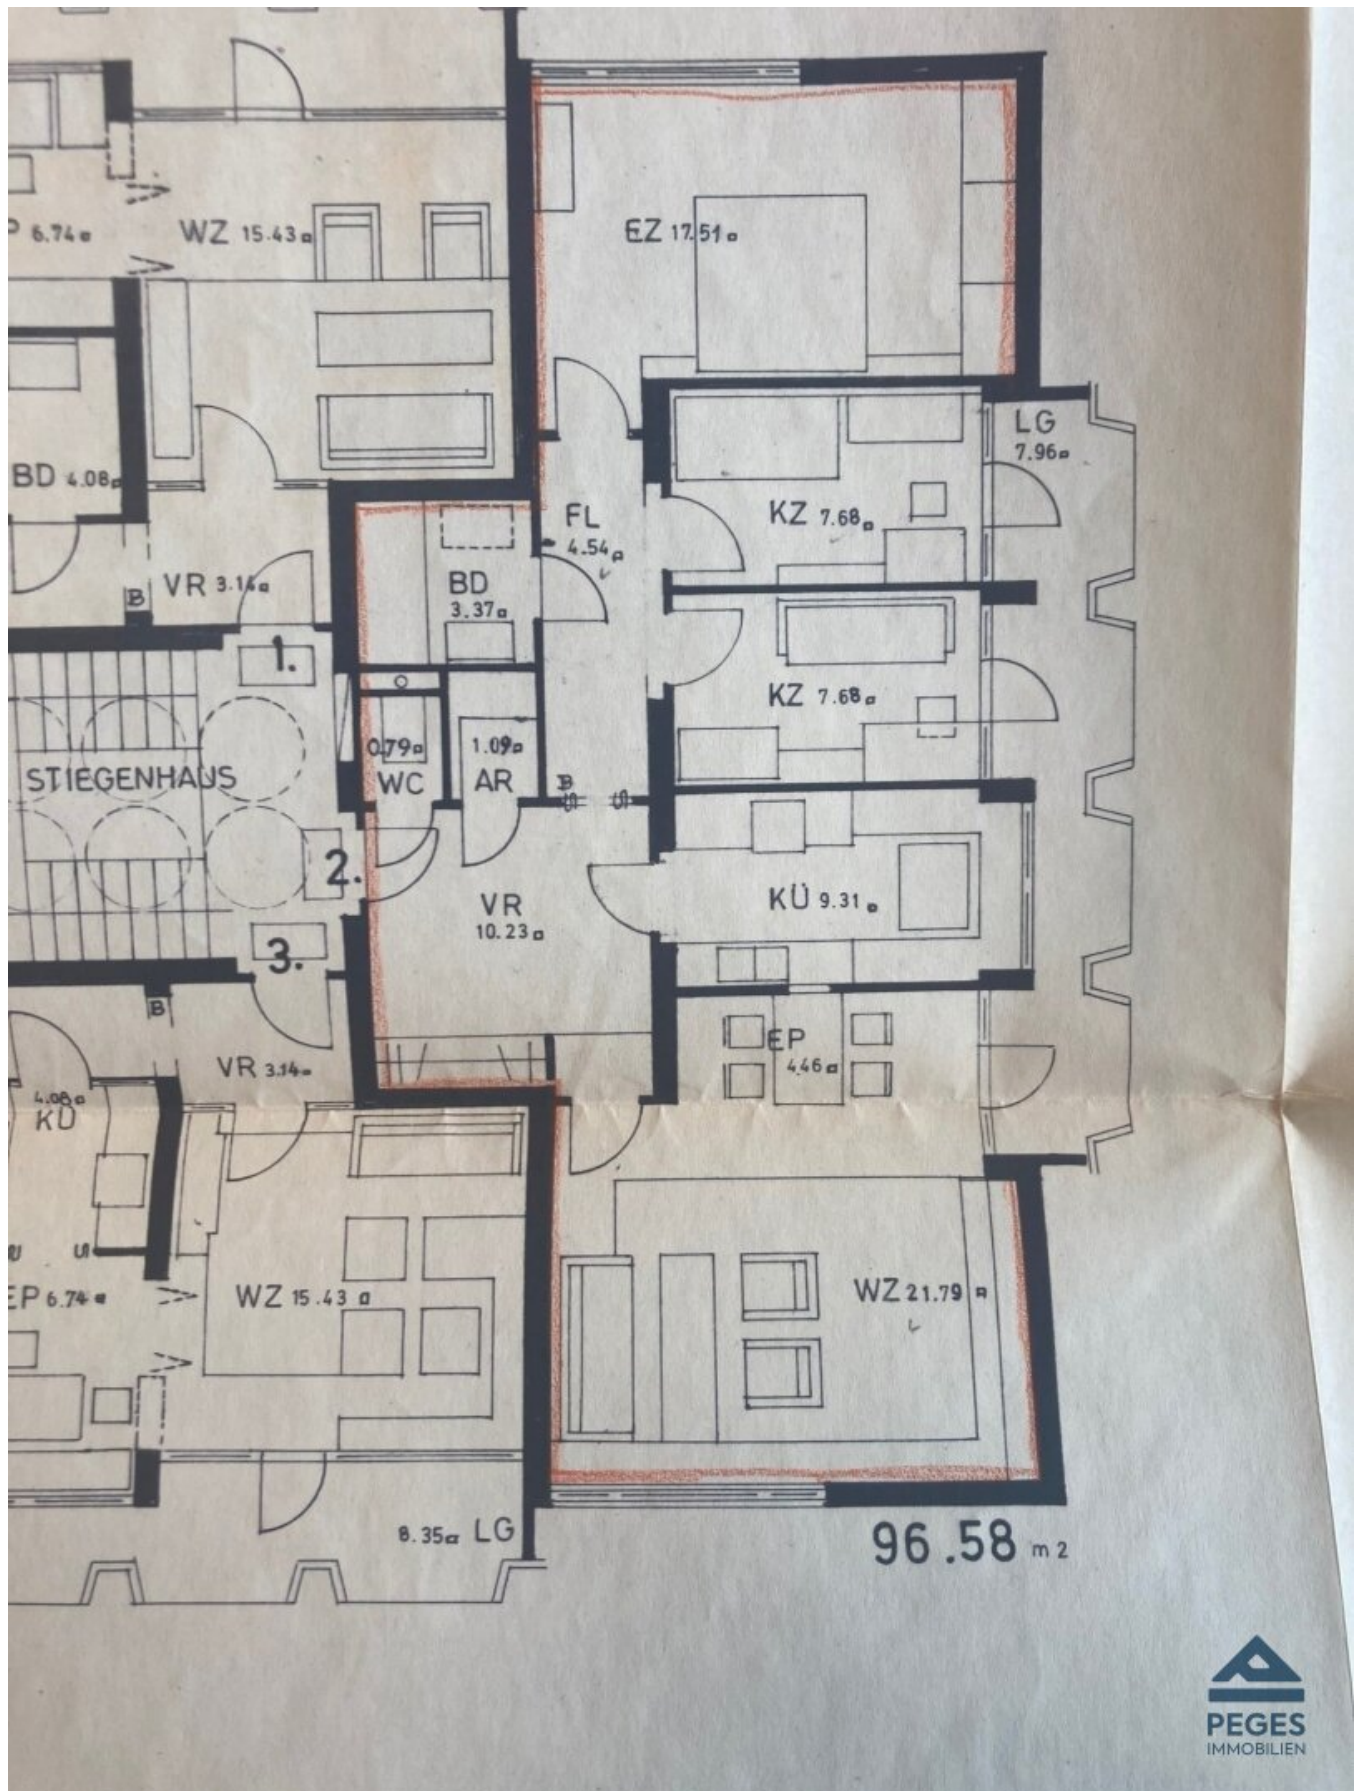 P 6.74
WZ 15.43
EZ 17.51
LG
7.96
BD 4.08
KZ 7.68
FL
4.54
VR 3.14
BD
3.37
B
1.
KZ 7.68
0.79
WC
1.09
AR
B
STIEGENHAUS
2.
VR
10.23
KÜ 9.31
3.
B
VR 3.14
EP
4.46
4.08
KÜ
EP 6.74
WZ 15.43
WZ 21.79
8.35 LG
96.58 m2
PEGES
IMMOBILIEN